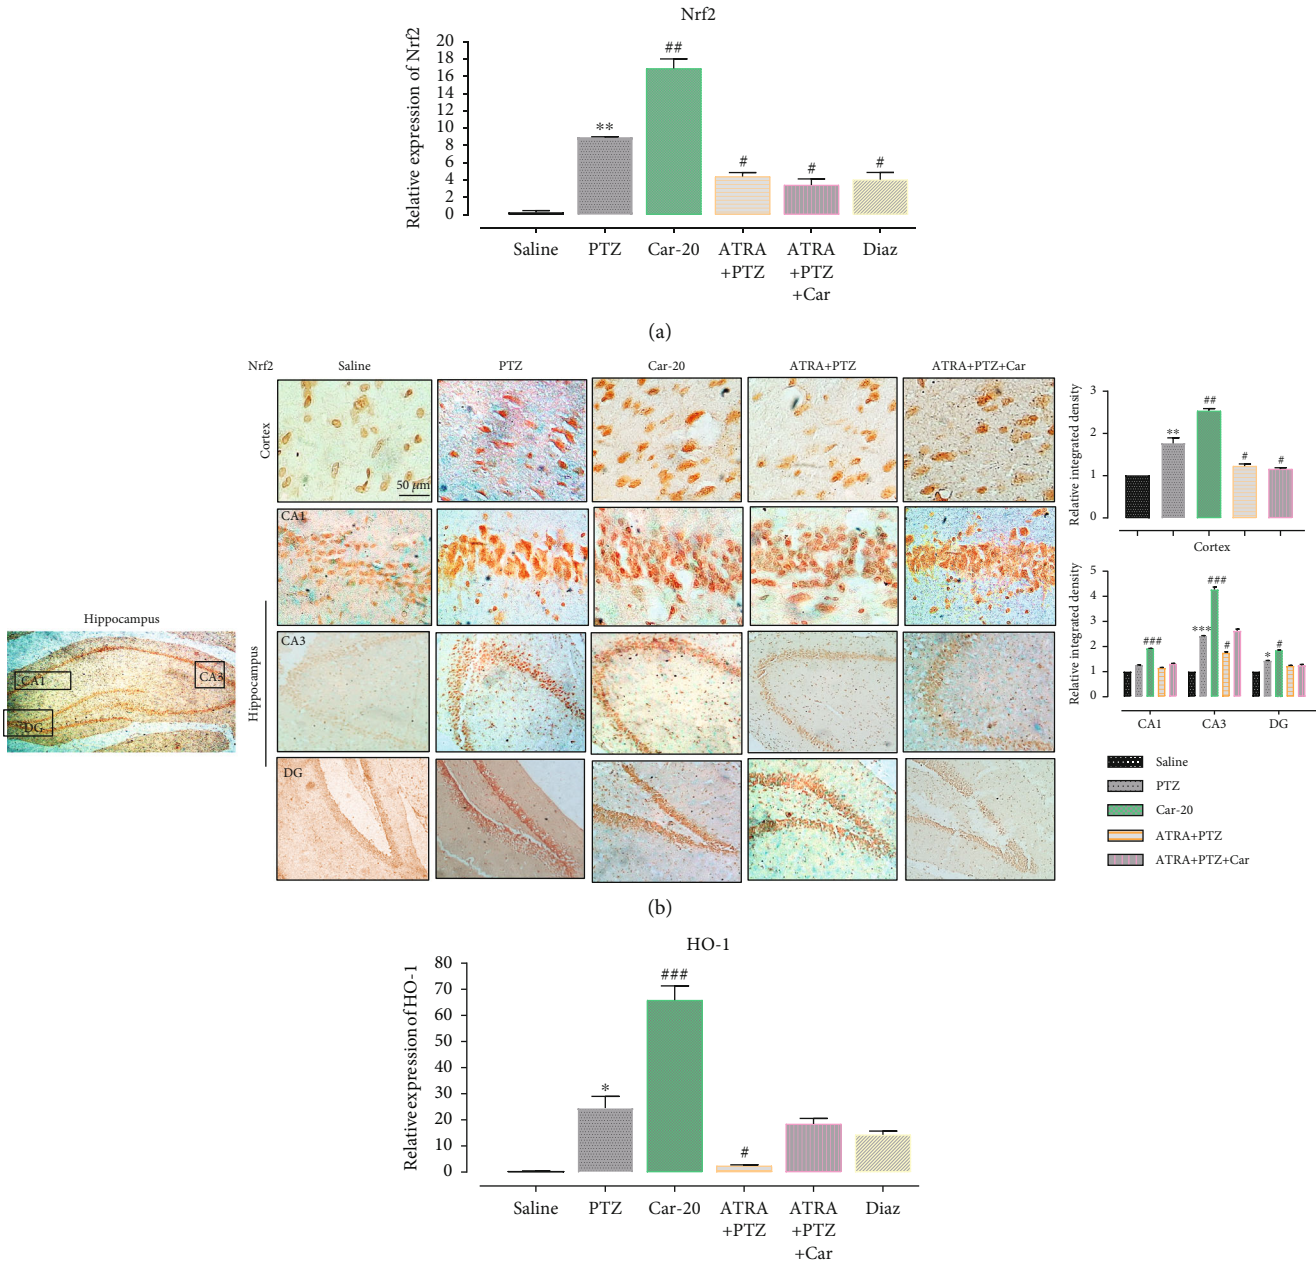 Nrf2
Relative expression of Nrf2
20
18
16
14
12
10
8
6
4
2
0
**
##
#
#
#
Saline
PTZ
Car-20
ATRA
+PTZ
ATRA
+PTZ
+Car
Diaz
(a)
Nrf2
Saline
PTZ
Car-20
ATRA+PTZ
ATRA+PTZ+Car
Cortex
50 μm
CA1
CA3
DG
Hippocampus
Hippocampus
CA1
CA3
DG
Relative integrated density
3
2
1
0
**
##
#
#
Cortex
Relative integrated density
5
4
3
2
1
0
###
***
###
#
*
#
CA1
CA3
DG
Saline
PTZ
Car-20
ATRA+PTZ
ATRA+PTZ+Car
(b)
HO-1
Relative expression of HO-1
80
70
60
50
40
30
20
10
0
*
###
#
Saline
PTZ
Car-20
ATRA
+PTZ
ATRA
+PTZ
+Car
Diaz